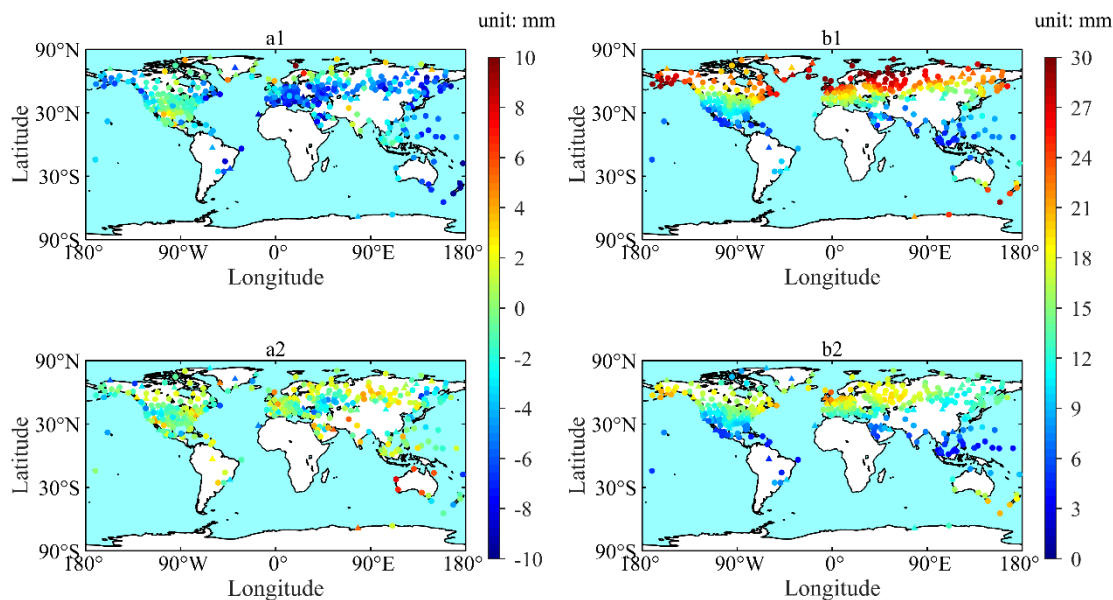 unit: mm
unit: mm
a1
b1
90°N
30°N
30°S
90°S
Latitude
180°
90°W
0°
90°E
180°
Longitude
10
8
6
4
2
0
-2
-4
-6
-8
-10
90°N
30°N
30°S
90°S
Latitude
180°
90°W
0°
90°E
180°
Longitude
30
27
24
21
18
15
12
9
6
3
0
a2
b2
90°N
30°N
30°S
90°S
Latitude
180°
90°W
0°
90°E
180°
Longitude
90°N
30°N
30°S
90°S
Latitude
180°
90°W
0°
90°E
180°
Longitude